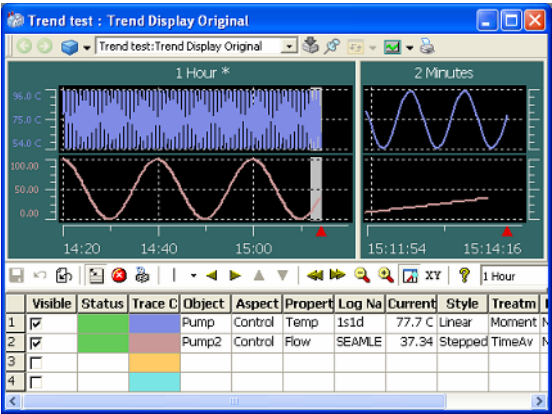 Trend test : Trend Display Original
Trend test:Trend Display Original
1 Hour *
2 Minutes
96.0 C
75.0 C
54.0 C
100.00
50.00
0.00
14:20 14:40 15:00
15:11:54 15:14:16
XY
?
1 Hour
Visible Status Trace C Object Aspect Propert Log Na Current Style Treatm
1 Pump Control Temp 1s1d 77.7 C Linear Moment N
2 Pump2 Control Flow SEAMLE 37.34 Stepped TimeAv N
3
4